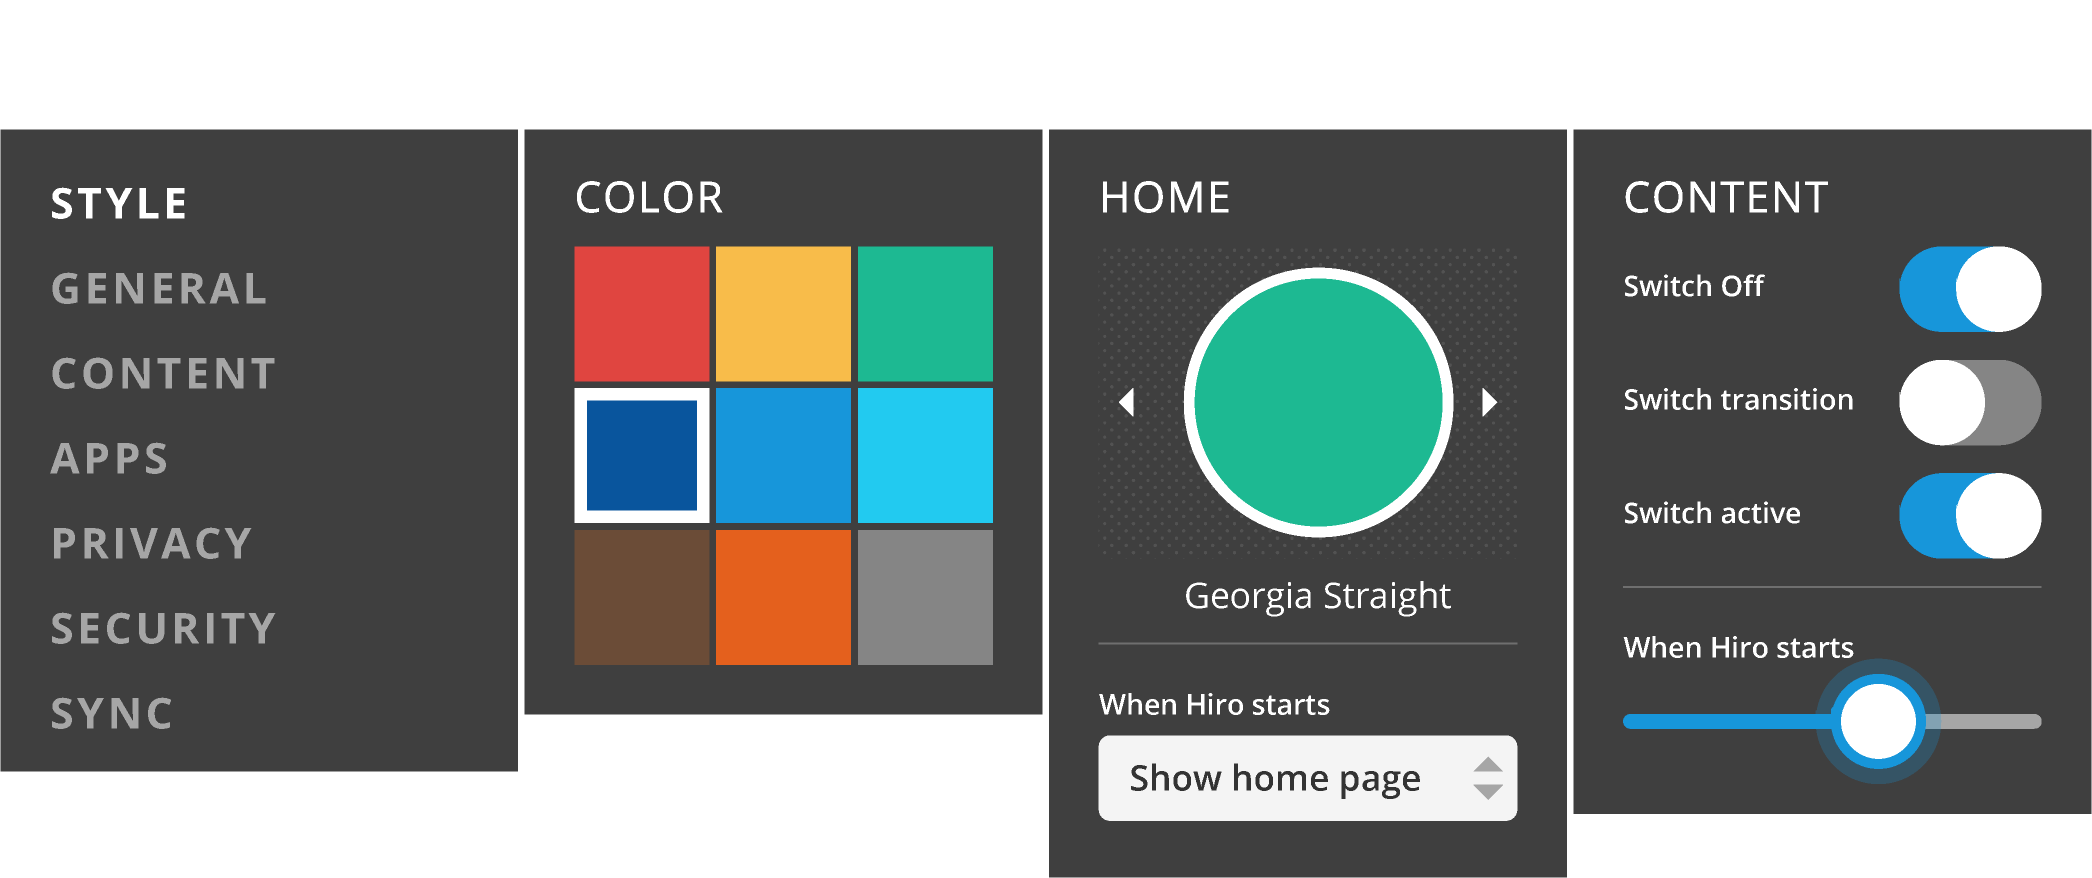 STYLE
GENERAL
CONTENT
APPS
PRIVACY
SECURITY
SYNC
COLOR
HOME
Georgia Straight
When Hiro starts
Show home page
CONTENT
Switch Off
Switch transition
Switch active
When Hiro starts